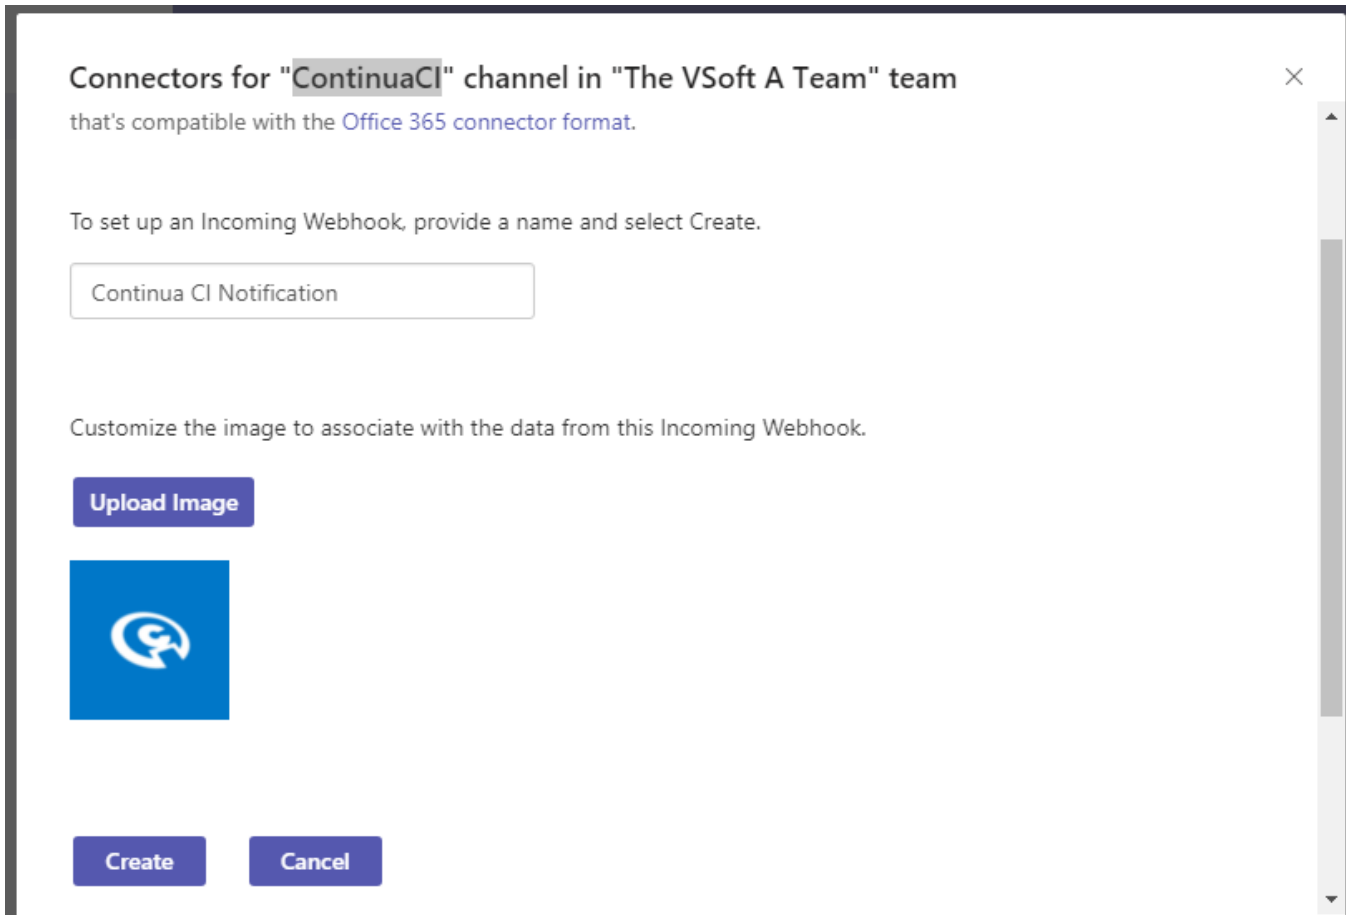 Connectors for "ContinuaCI" channel in "The VSoft A Team" team
that's compatible with the Office 365 connector format.
To set up an Incoming Webhook, provide a name and select Create.
Continua CI Notification
Customize the image to associate with the data from this Incoming Webhook.
Upload Image
Create
Cancel